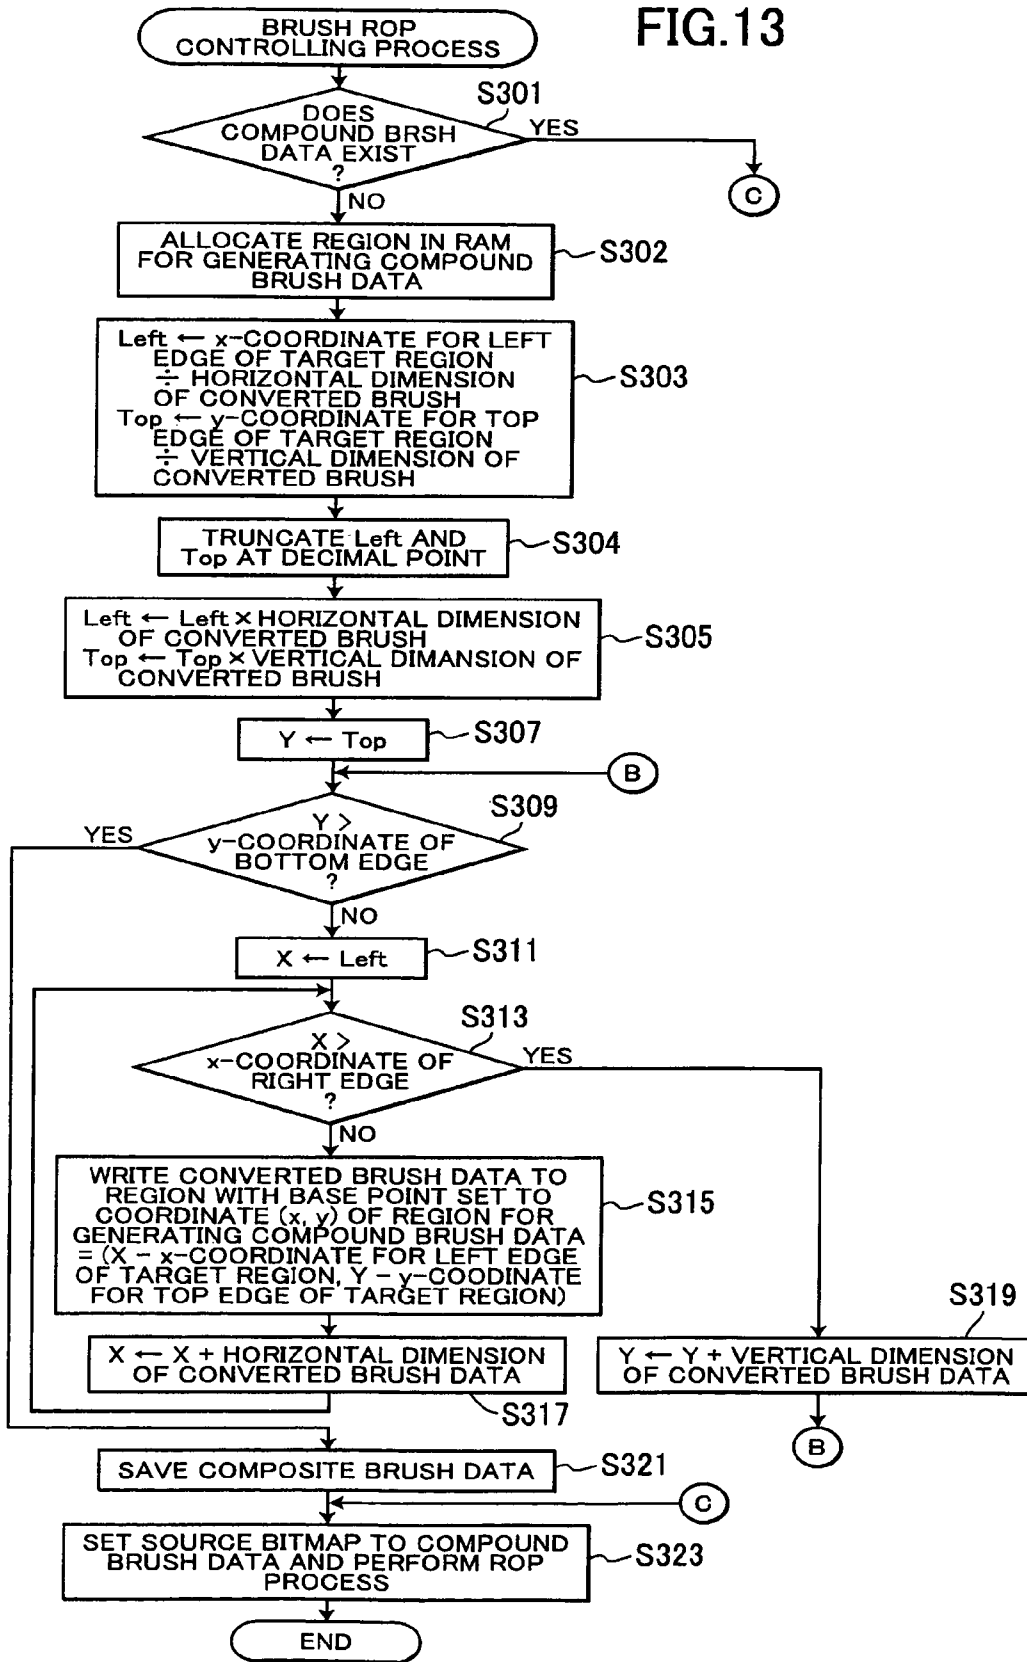 FIG.13
BRUSH ROP
CONTROLLING PROCESS
S301
DOES
COMPOUND BRSH
DATA EXIST
?
YES
C
NO
ALLOCATE REGION IN RAM
FOR GENERATING COMPOUND
BRUSH DATA
S302
Left ← x-COORDINATE FOR LEFT
EDGE OF TARGET REGION
÷ HORIZONTAL DIMENSION
OF CONVERTED BRUSH
Top ← y-COORDINATE FOR TOP
EDGE OF TARGET REGION
÷ VERTICAL DIMENSION OF
CONVERTED BRUSH
S303
TRUNCATE Left AND
Top AT DECIMAL POINT
S304
Left ← Left × HORIZONTAL DIMENSION
OF CONVERTED BRUSH
Top ← Top × VERTICAL DIMANSION OF
CONVERTED BRUSH
S305
Y ← Top
S307
B
S309
YES
Y >
y-COORDINATE OF
BOTTOM EDGE
?
NO
X ← Left
S311
S313
X >
x-COORDINATE OF
RIGHT EDGE
?
YES
NO
WRITE CONVERTED BRUSH DATA TO
REGION WITH BASE POINT SET TO
COORDINATE (x, y) OF REGION FOR
GENERATING COMPOUND BRUSH DATA
= (X - x-COORDINATE FOR LEFT EDGE
OF TARGET REGION, Y - y-COODINATE
FOR TOP EDGE OF TARGET REGION)
S315
X ← X + HORIZONTAL DIMENSION
OF CONVERTED BRUSH DATA
S317
S319
Y ← Y + VERTICAL DIMENSION
OF CONVERTED BRUSH DATA
B
SAVE COMPOSITE BRUSH DATA
S321
C
SET SOURCE BITMAP TO COMPOUND
BRUSH DATA AND PERFORM ROP
PROCESS
S323
END